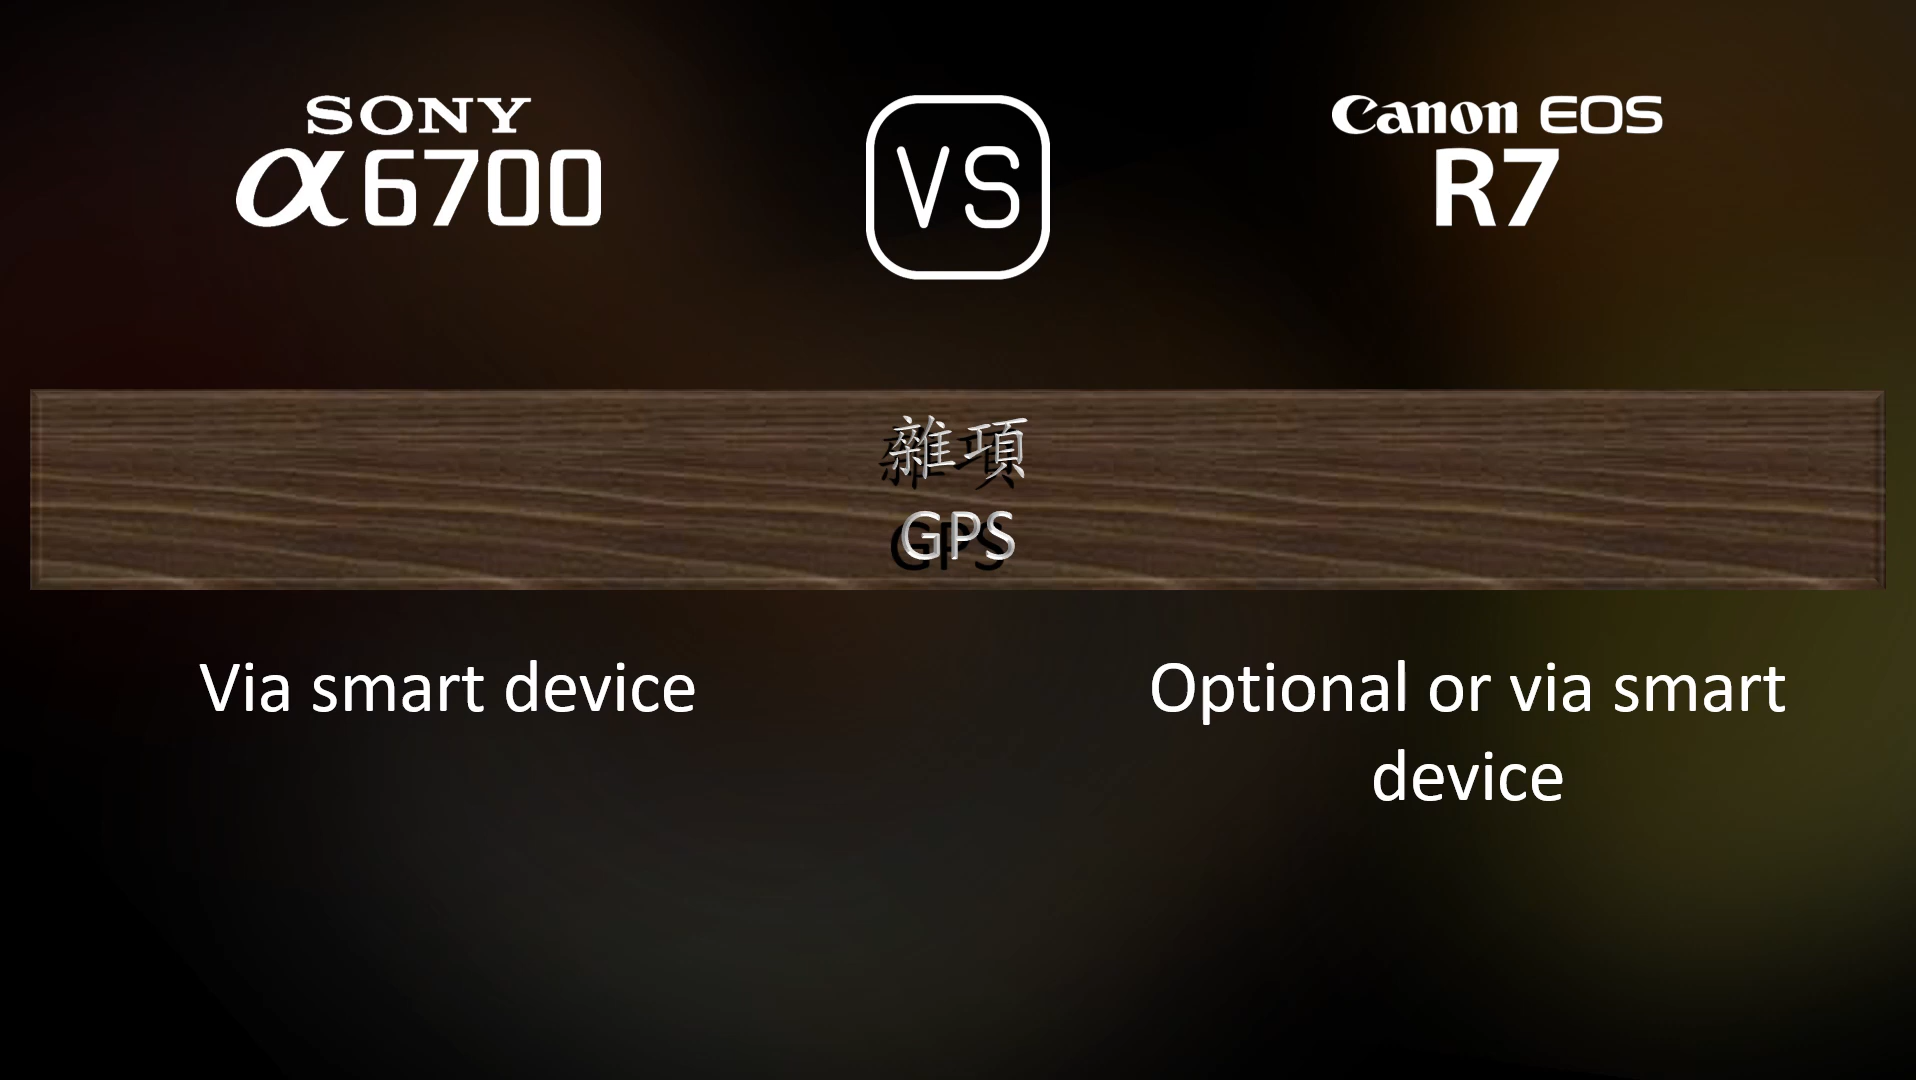 SONY
α6700
VS
Canon EOS
R7
雜項
GPS
Via smart device
Optional or via smart
device